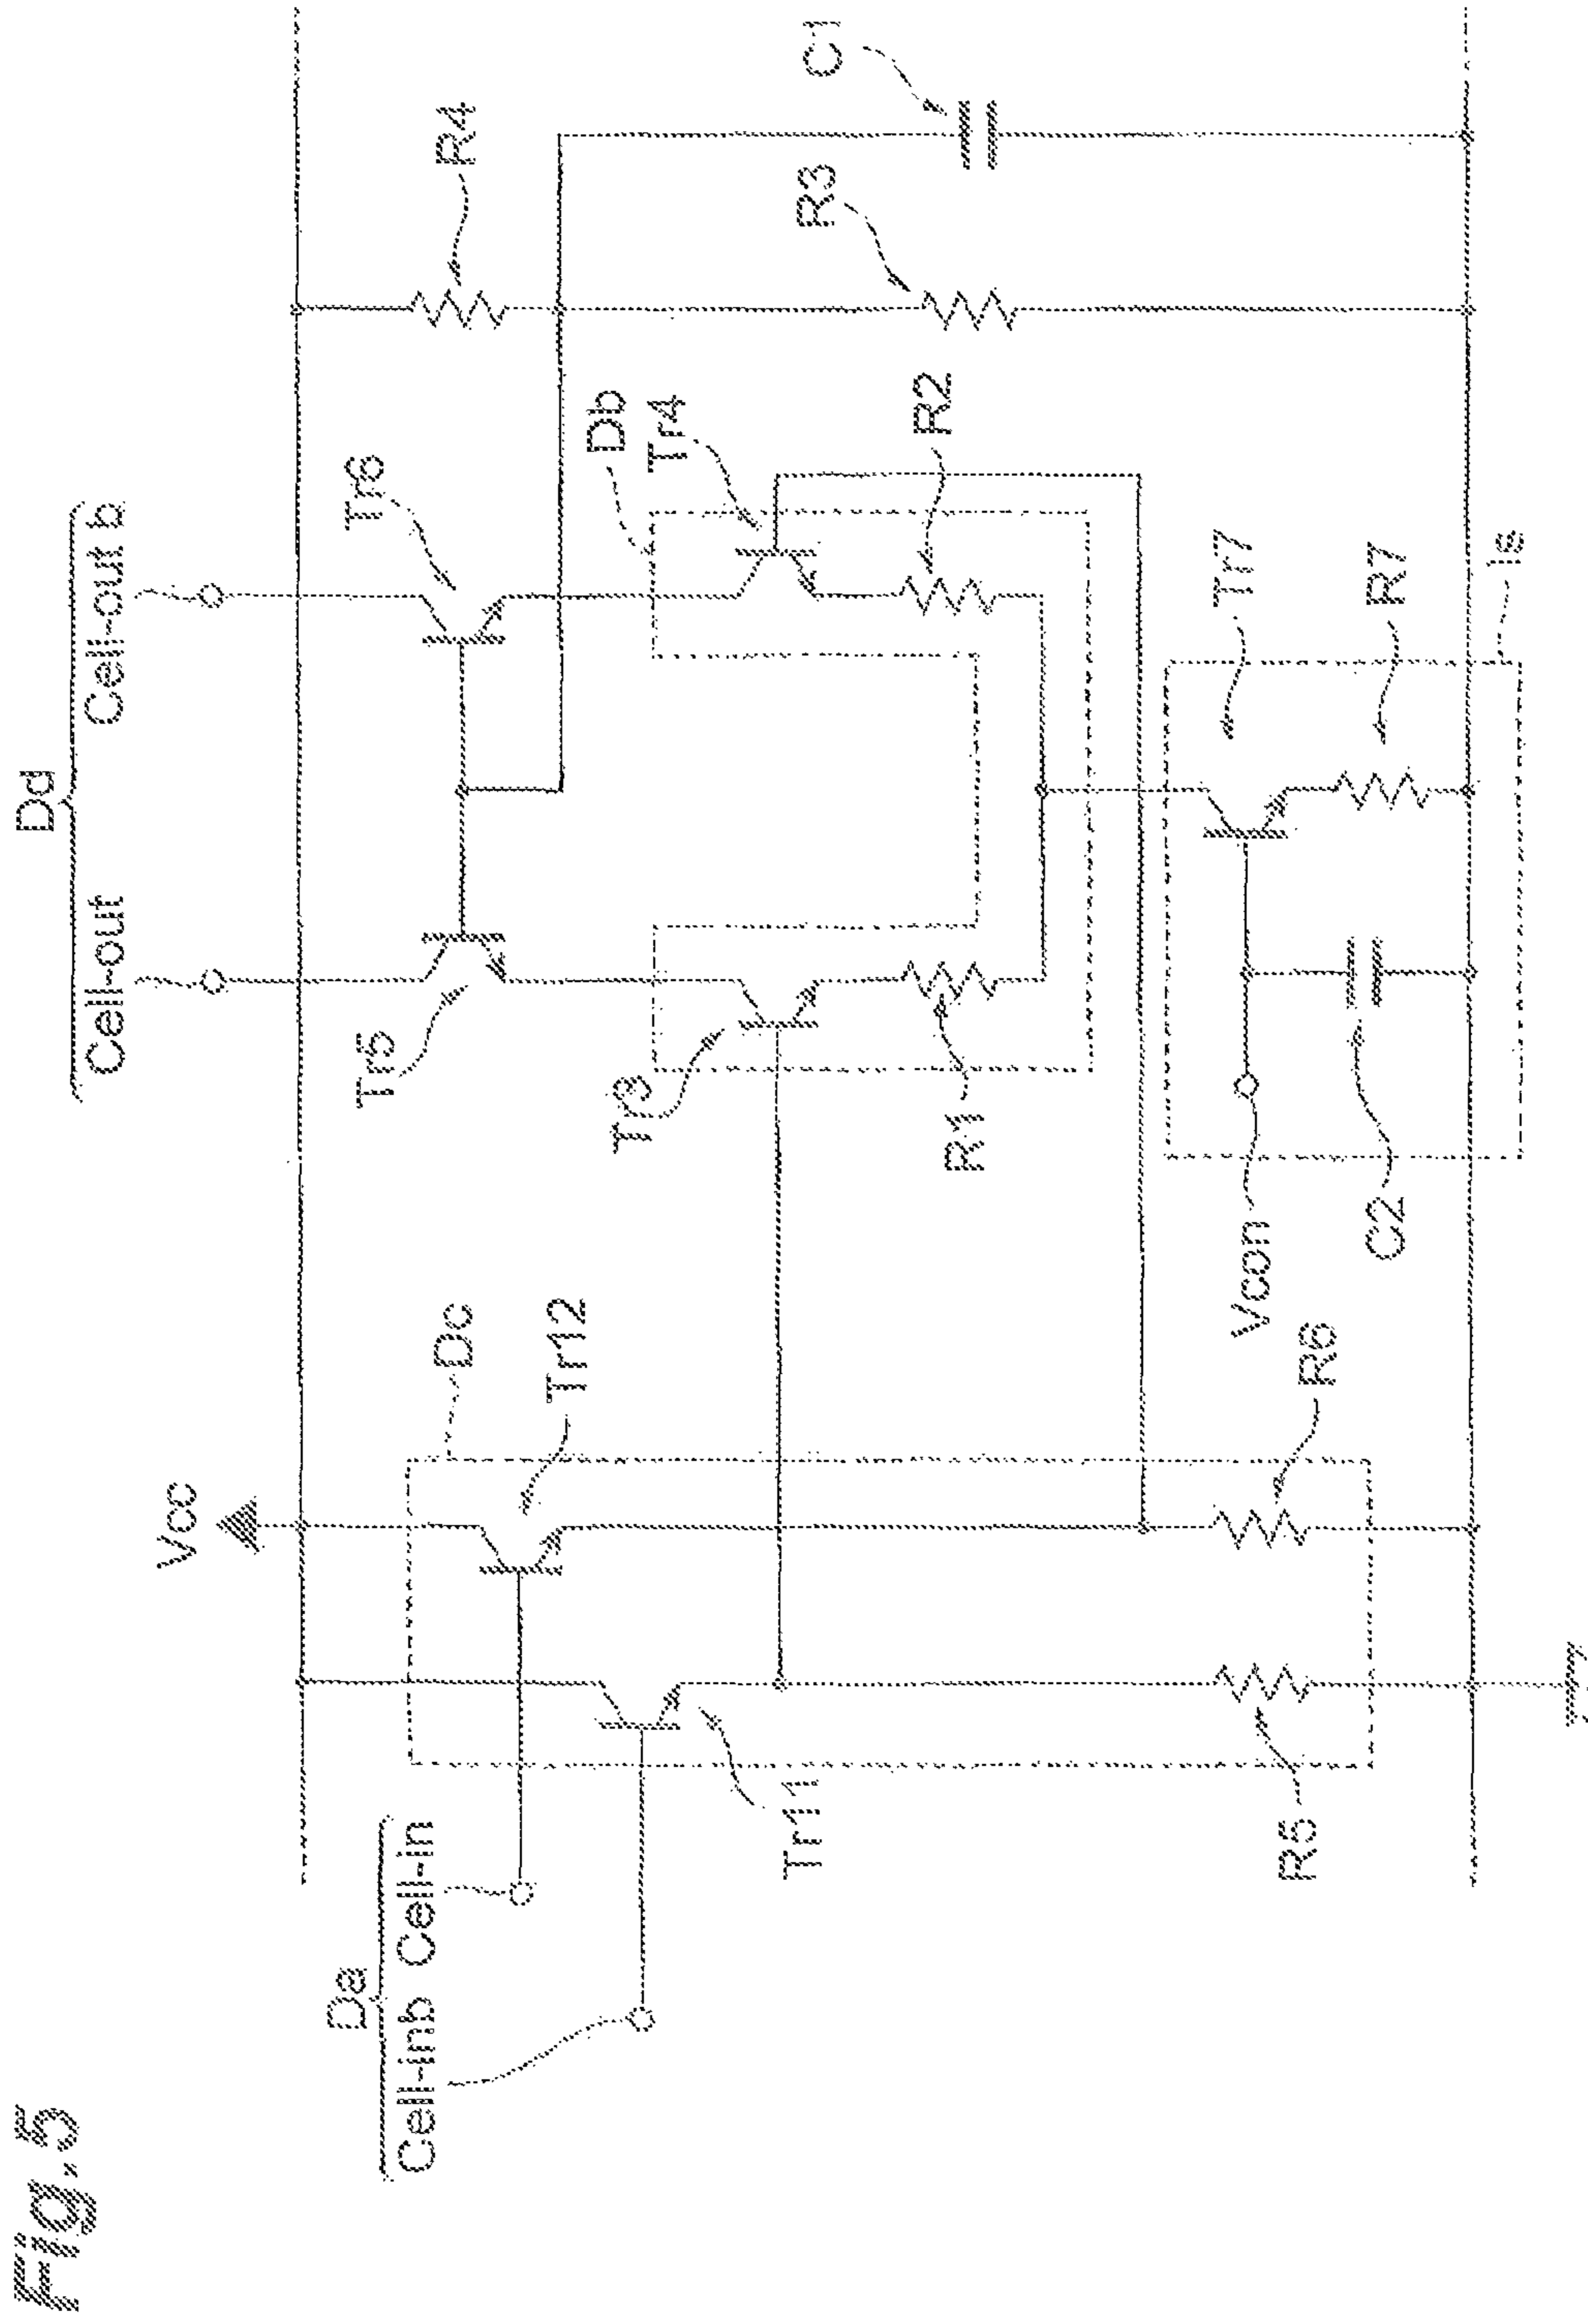 Fig.5
Dd
Cell-out
Cell-out b
Vcc
Da
Cell-inb
Cell-in
Dc
Tr12
Tr11
R5
R6
Tr5
Tr6
Tr3
R1
Db
Tr4
R2
R4
R3
C1
Vcon
C2
Tr7
R7
Is